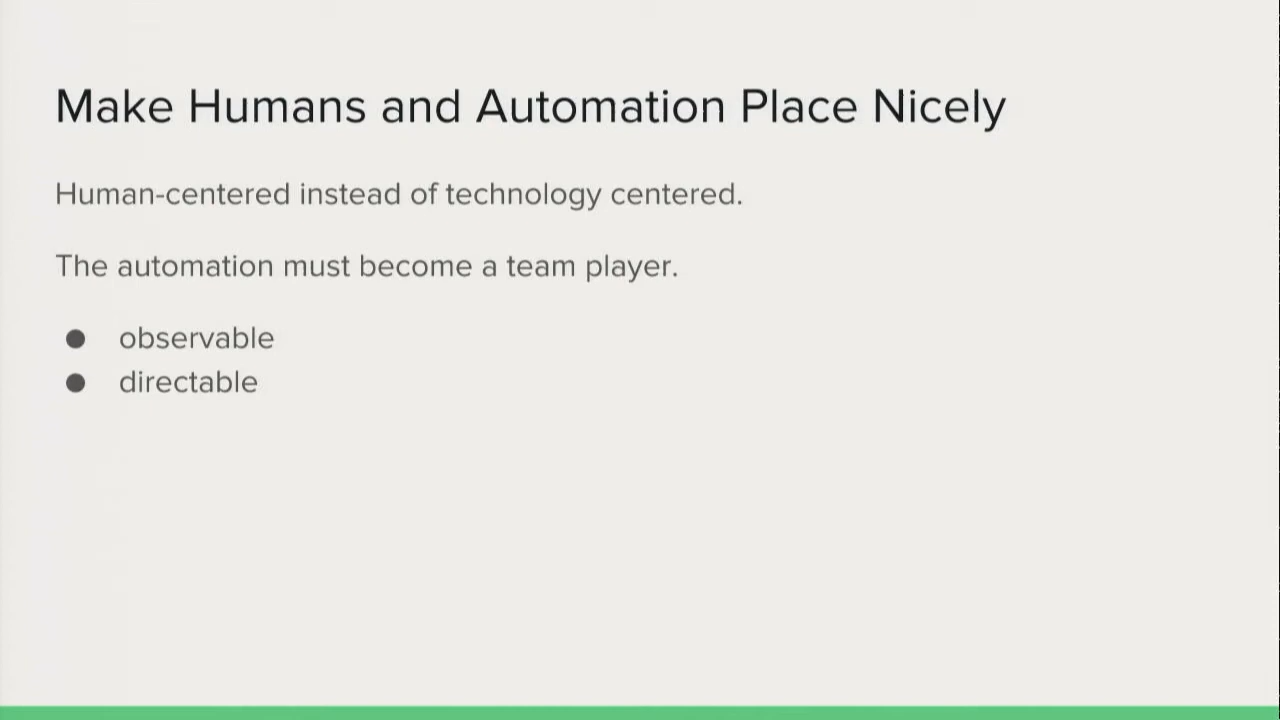 Make Humans and Automation Place Nicely
Human-centered instead of technology centered.
The automation must become a team player.
● observable
● directable